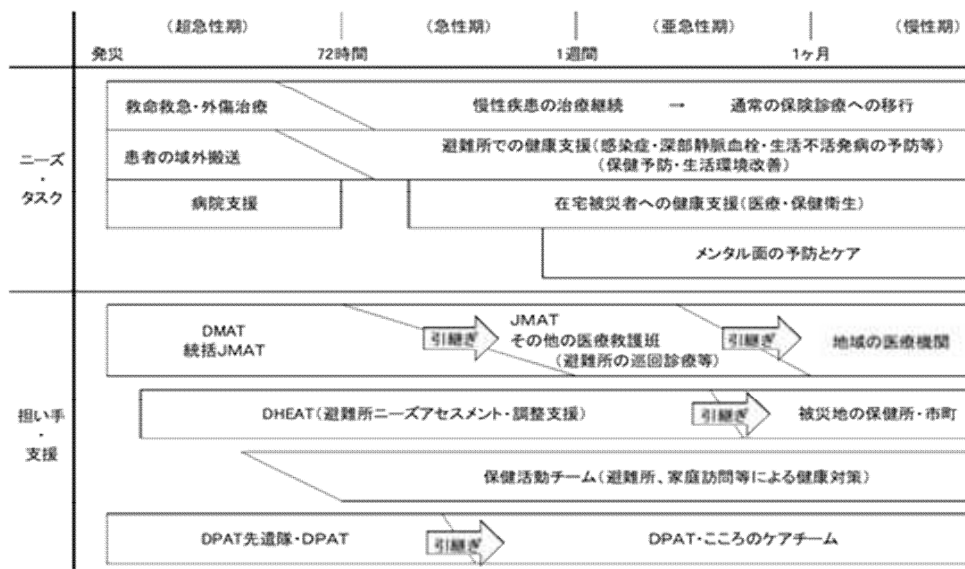 (超急性期)
(急性期)
(亜急性期)
(慢性期)
発災
72時間
1週間
1ヶ月
ニーズ・タスク
救命救急・外傷治療
慢性疾患の治療継続 → 通常の保険診療への移行
患者の域外搬送
避難所での健康支援(感染症・深部静脈血栓・生活不活発病の予防等)
(保健予防・生活環境改善)
病院支援
在宅被災者への健康支援(医療・保健衛生)
メンタル面の予防とケア
担い手・支援
DMAT
統括JMAT
引継ぎ
JMAT
その他の医療救護班
(避難所の巡回診療等)
引継ぎ
地域の医療機関
DHEAT(避難所ニーズアセスメント・調整支援)
引継ぎ
被災地の保健所・市町
保健活動チーム(避難所、家庭訪問等による健康対策)
DPAT先遣隊・DPAT
引継ぎ
DPAT・こころのケアチーム